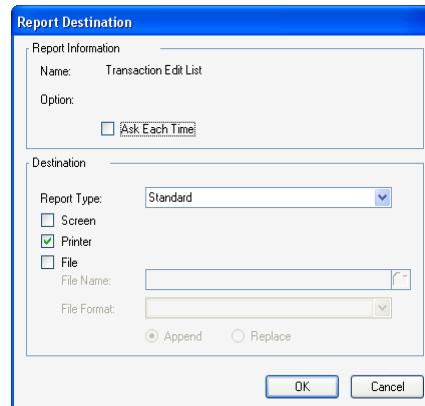 Report Destination
Report Information
Name: Transaction Edit List
Option:
Ask Each Time
Destination
Report Type: Standard
Screen
Printer
File
File Name:
File Format:
Append Replace
OK Cancel